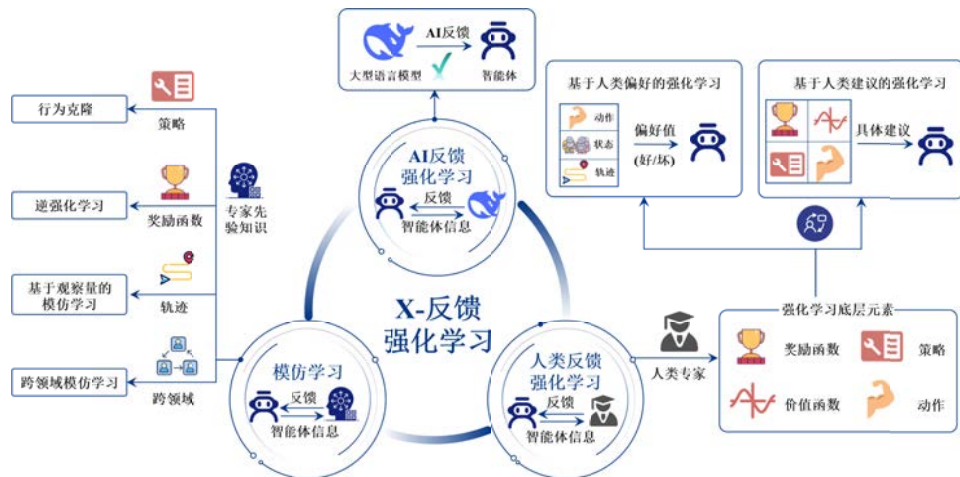 AI反馈
大型语言模型
智能体
基于人类偏好的强化学习
动作
状态
轨迹
偏好值
(好/坏)
基于人类建议的强化学习
具体建议
行为克隆
策略
逆强化学习
奖励函数
专家先
验知识
基于观察量的
模仿学习
轨迹
跨领域模仿学习
跨领域
AI反馈
强化学习
反馈
智能体信息
X-反馈
强化学习
模仿学习
反馈
智能体信息
人类反馈
强化学习
反馈
智能体信息
人类专家
强化学习底层元素
奖励函数
策略
价值函数
动作